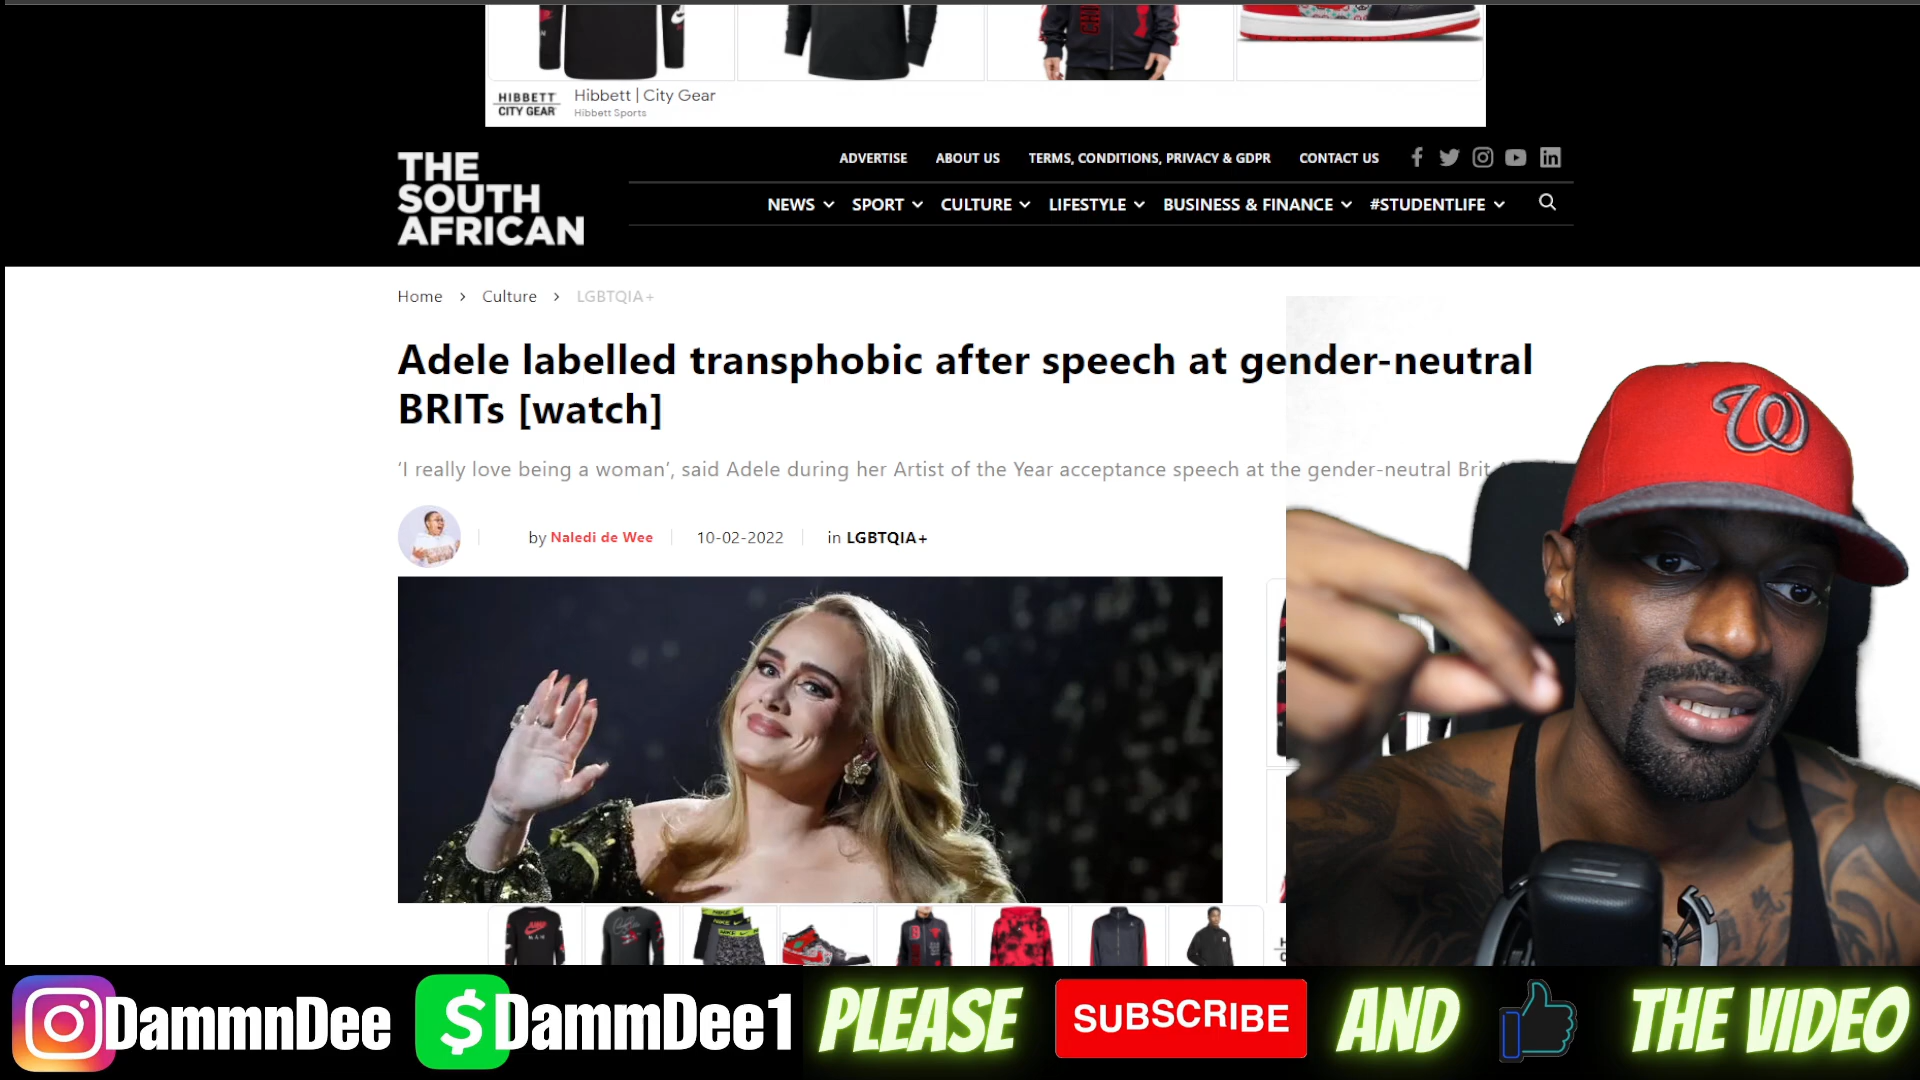 HIBBETT
CITY GEAR
Hibbett | City Gear
Hibbett Sports
THE
SOUTH
AFRICAN
ADVERTISE ABOUT US TERMS, CONDITIONS, PRIVACY & GDPR CONTACT US
NEWS SPORT CULTURE LIFESTYLE BUSINESS & FINANCE #STUDENTLIFE
Home > Culture > LGBTQIA+
Adele labelled transphobic after speech at gender-neutral
BRITs [watch]
‘I really love being a woman’, said Adele during her Artist of the Year acceptance speech at the gender-neutral Brit
by Naledi de Wee 10-02-2022 in LGBTQIA+
W
DammnDee $ DammDee1 PLEASE SUBSCRIBE AND THE VIDEO